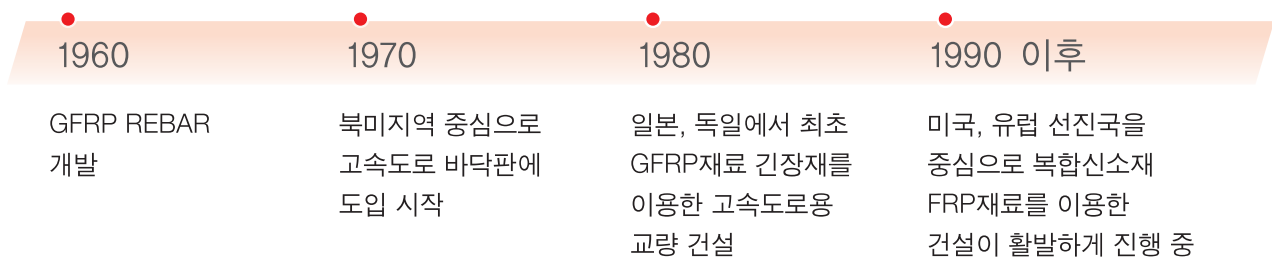 1960
GFRP REBAR
개발
1970
북미지역 중심으로
고속도로 바닥판에
도입 시작
1980
일본, 독일에서 최초
GFRP재료 긴장재를
이용한 고속도로용
교량 건설
1990 이후
미국, 유럽 선진국을
중심으로 복합신소재
FRP재료를 이용한
건설이 활발하게 진행 중